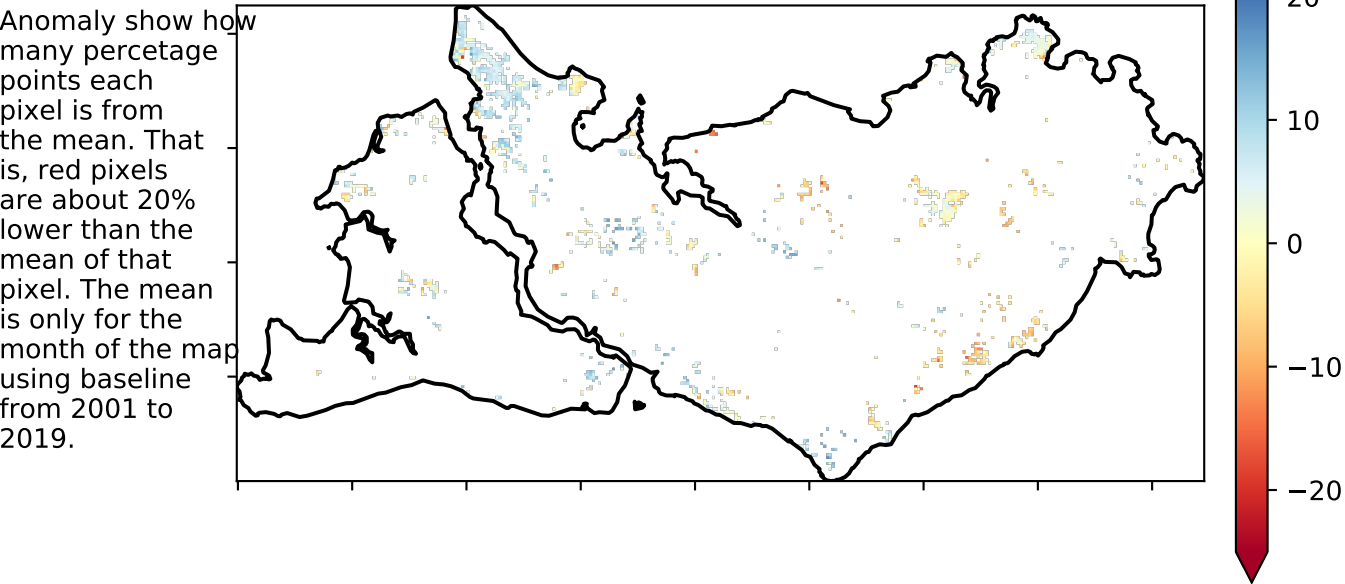 Anomaly show how
many percetage
points each
pixel is from
the mean. That
is, red pixels
are about 20%
lower than the
mean of that
pixel. The mean
is only for the
month of the map
using baseline
from 2001 to
2019.
20
10
0
−10
−20